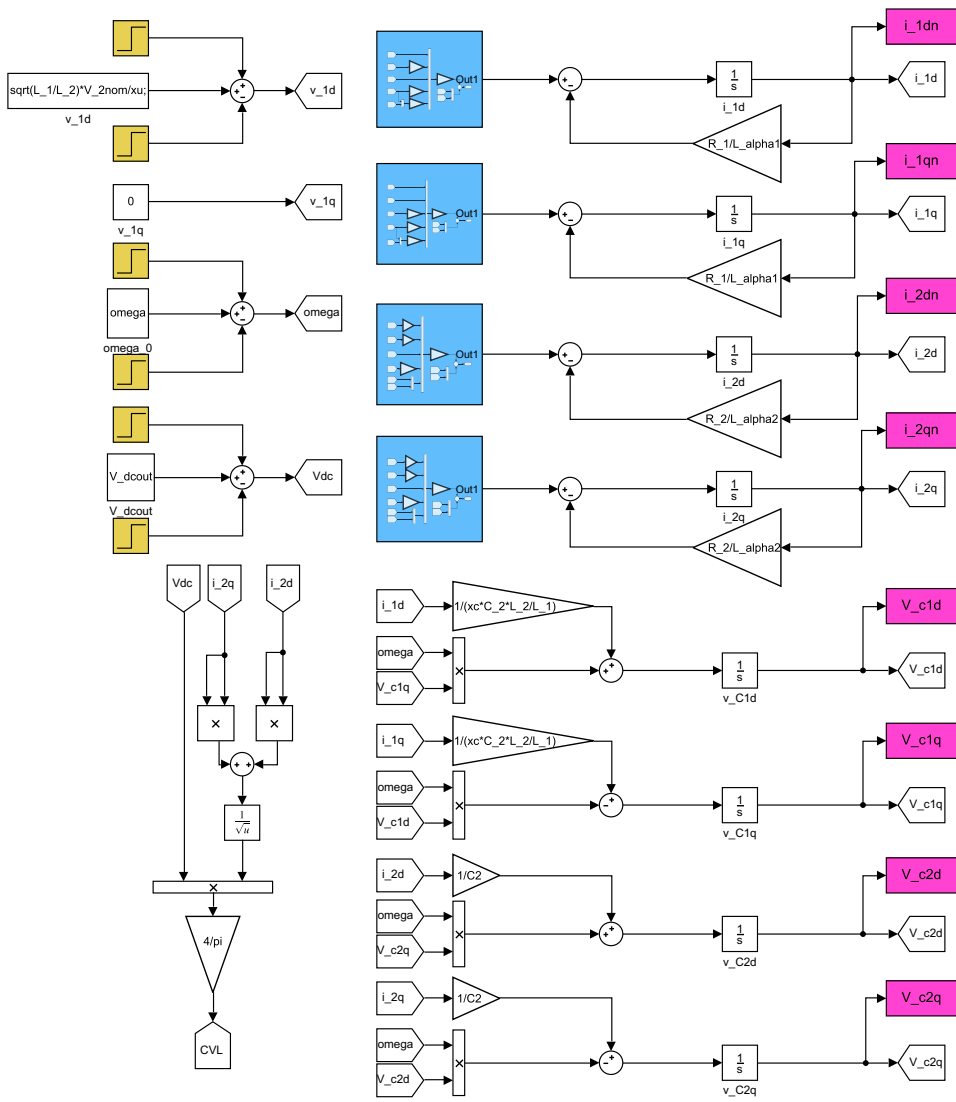 sqrt(L_1/L_2)*V_2nom/xu;
v_1d
v_1d
0
v_1q
v_1q
omega
omega_0
omega
V_dcout
V_dcout
Vdc
Out1
1
s
i_1d
R_1/L_alpha1
i_1dn
i_1d
Out1
1
s
i_1q
R_1/L_alpha1
i_1qn
i_1q
Out1
1
s
i_2d
R_2/L_alpha2
i_2dn
i_2d
Out1
1
s
i_2q
R_2/L_alpha2
i_2qn
i_2q
Vdc
i_2q
i_2d
×
×
+ +
1
√u
×
4/pi
CVL
i_1d
1/(xc*C_2*L_2/L_1)
omega
V_c1q
×
1
s
v_C1d
V_c1d
V_c1d
i_1q
1/(xc*C_2*L_2/L_1)
omega
V_c1d
×
1
s
v_C1q
V_c1q
V_c1q
i_2d
1/C2
omega
V_c2q
×
1
s
v_C2d
V_c2d
V_c2d
i_2q
1/C2
omega
V_c2d
×
1
s
v_C2q
V_c2q
V_c2q